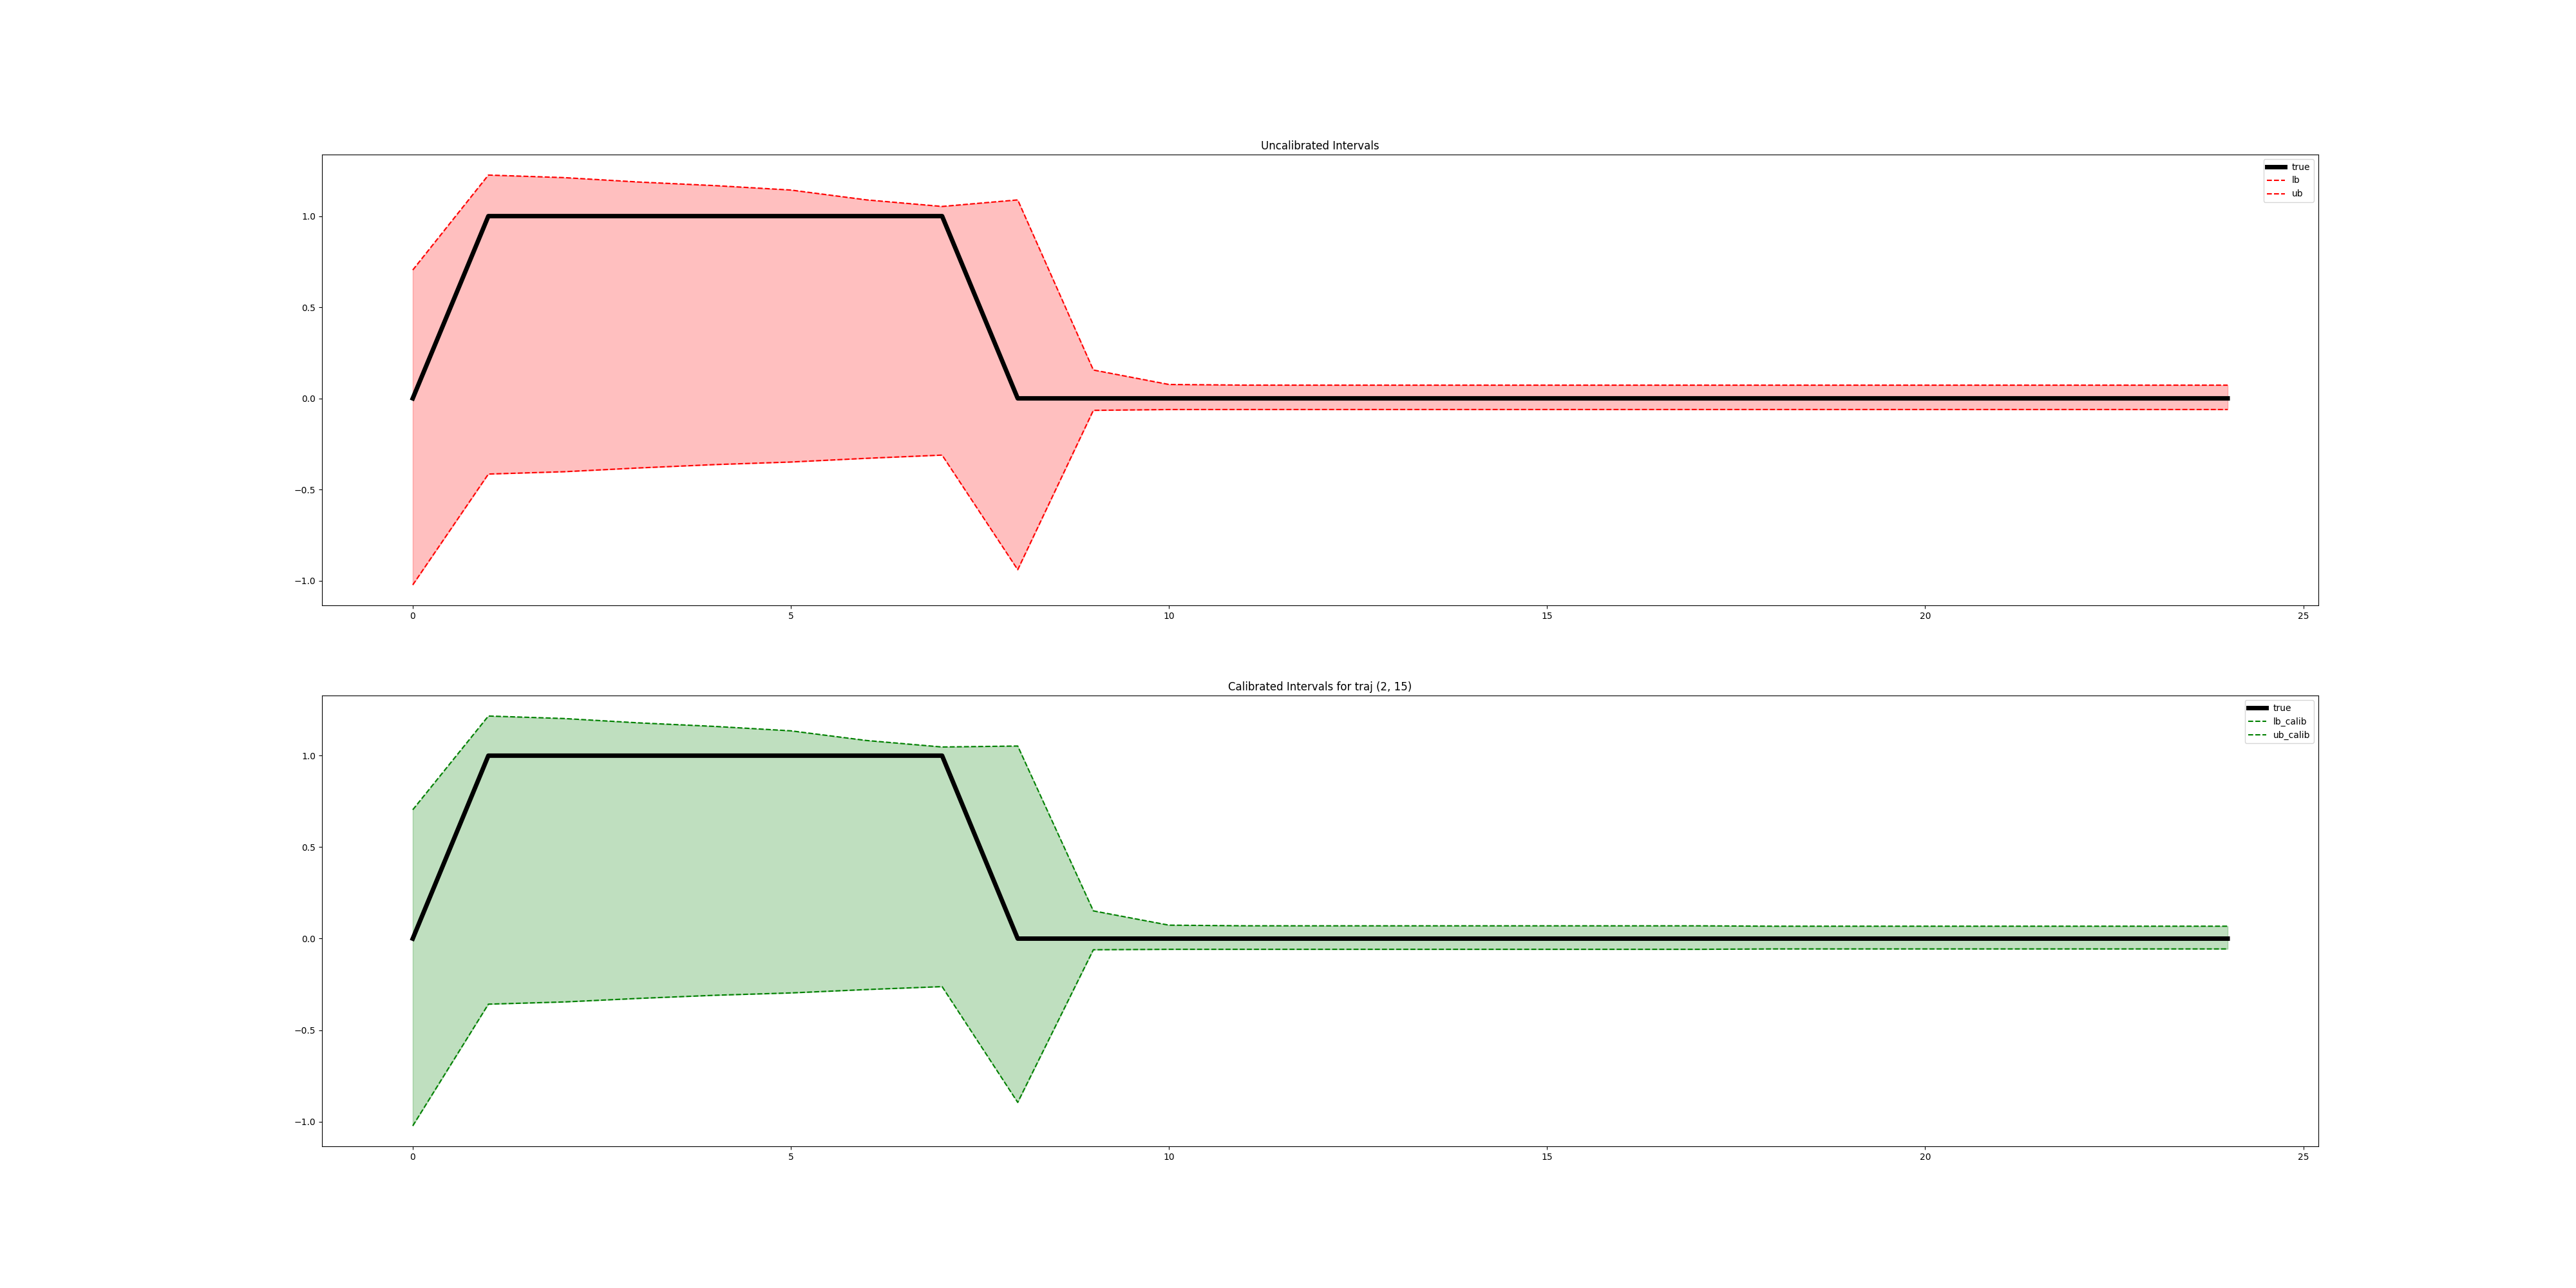 Uncalibrated Intervals
true
lb
ub
1.0
0.5
0.0
−0.5
−1.0
0 5 10 15 20 25
Calibrated Intervals for traj (2, 15)
true
lb_calib
ub_calib
1.0
0.5
0.0
−0.5
−1.0
0 5 10 15 20 25